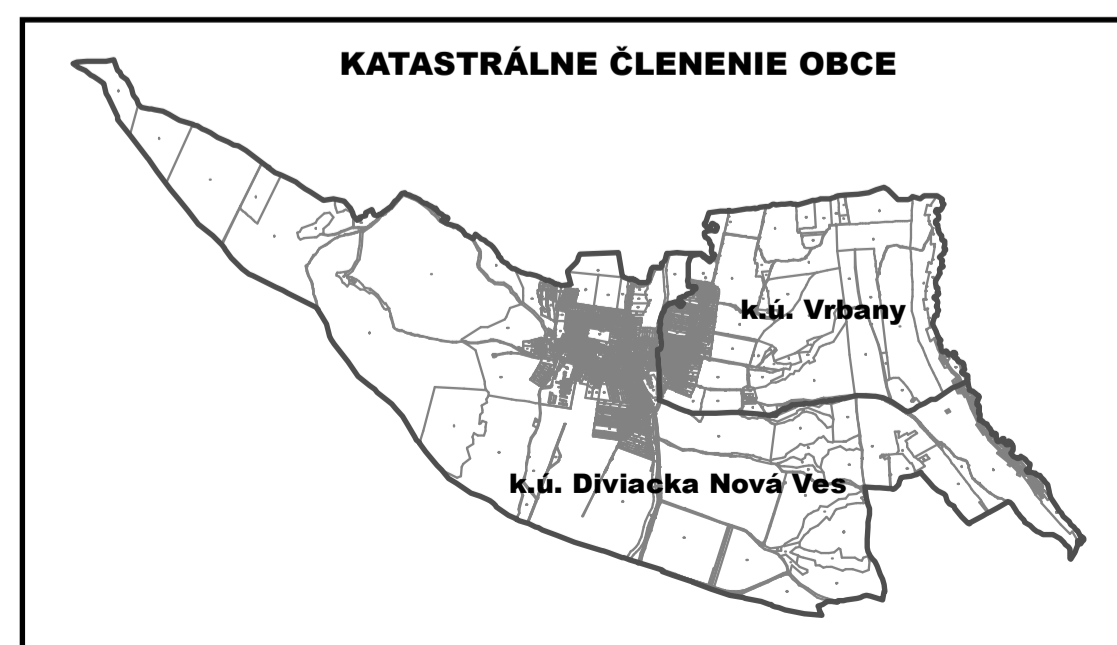 KATASTRÁLNE ČLENENIE OBCE
k.ú. Vrbany
k.ú. Diviacka Nová Ves